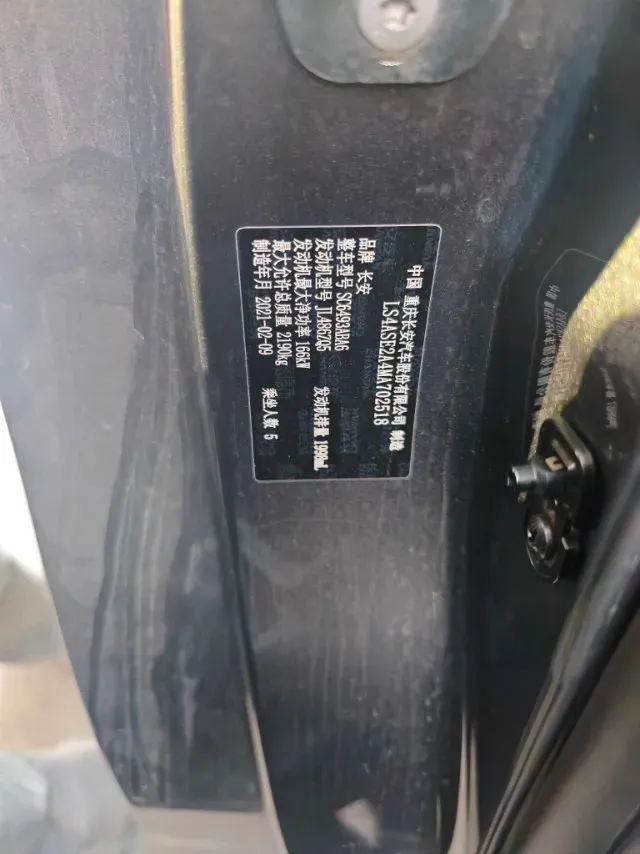 中国 重庆长安汽车股份有限公司 制造
LS4ASE2A4MA702518
品牌 长安
整车型号 SC6493ABA6
发动机型号 JL486ZQ5 发动机排量 1998mL
发动机最大净功率 166kW
最大允许总质量 2190kg
制造年月 2021-02-09 乘坐人数 5